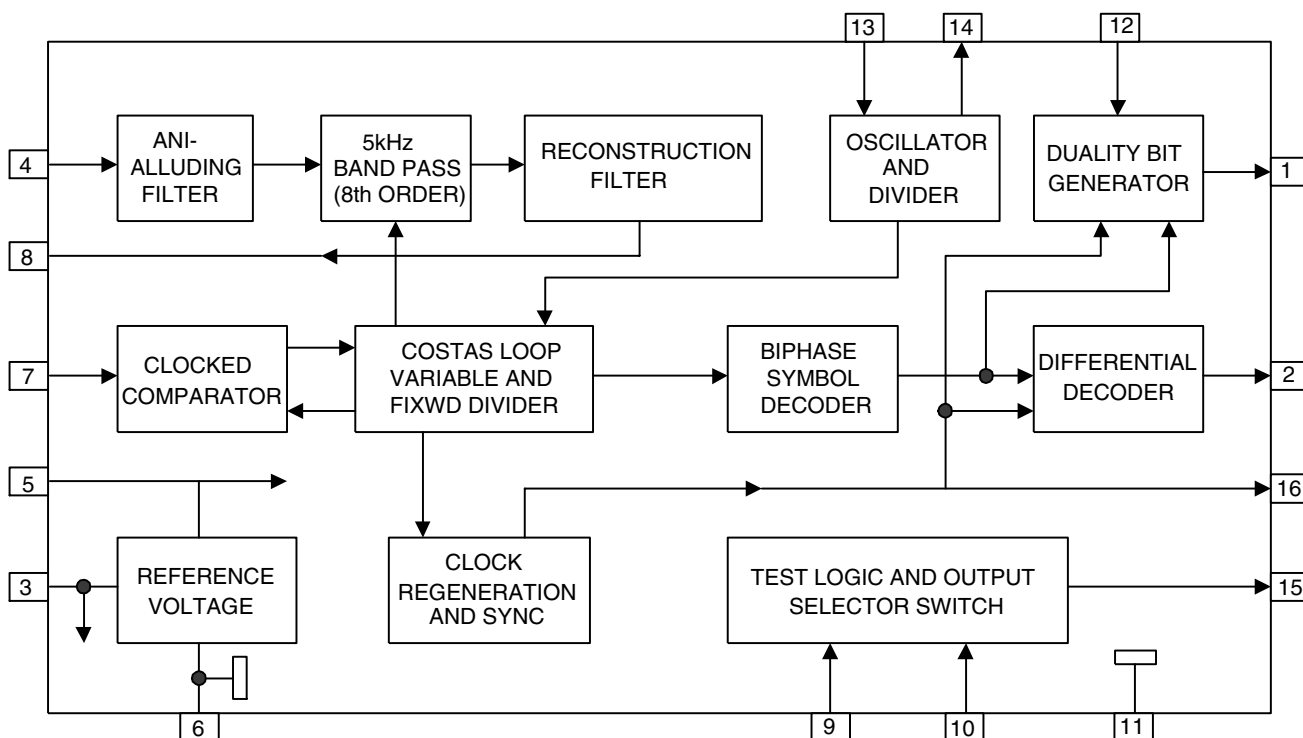 13
14
12
4
ANI-
ALLUDING
FILTER
5kHz
BAND PASS
(8th ORDER)
RECONSTRUCTION
FILTER
OSCILLATOR
AND
DIVIDER
DUALITY BIT
GENERATOR
1
8
7
CLOCKED
COMPARATOR
COSTAS LOOP
VARIABLE AND
FIXWD DIVIDER
BIPHASE
SYMBOL
DECODER
DIFFERENTIAL
DECODER
2
5
16
3
REFERENCE
VOLTAGE
CLOCK
REGENERATION
AND SYNC
TEST LOGIC AND OUTPUT
SELECTOR SWITCH
15
6
9
10
11